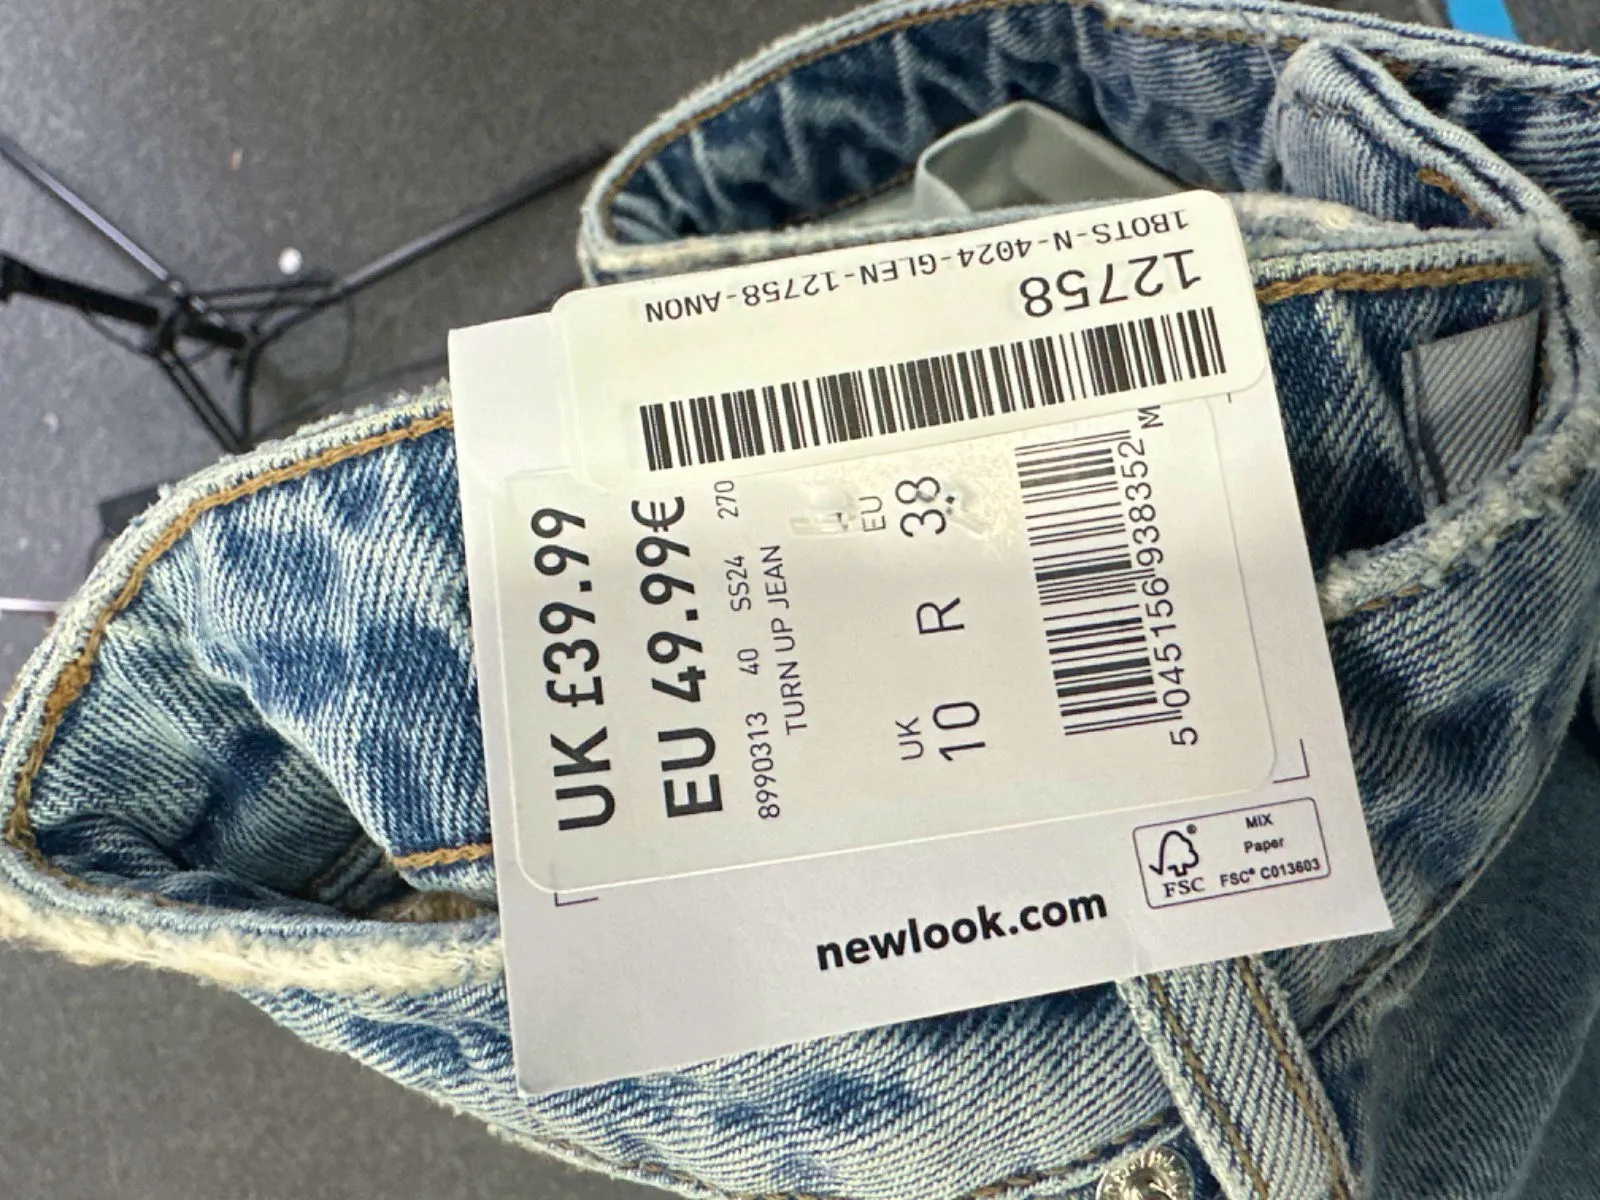 1BOTS-N-4024-GLEN-12758-ANON
12758
UK £39.99
EU 49.99€
8990313 40 SS24 270
TURN UP JEAN
UK EU
10 R 38
5 045156 938352 M
newlook.com
FSC®
MIX
Paper
FSC® C013603